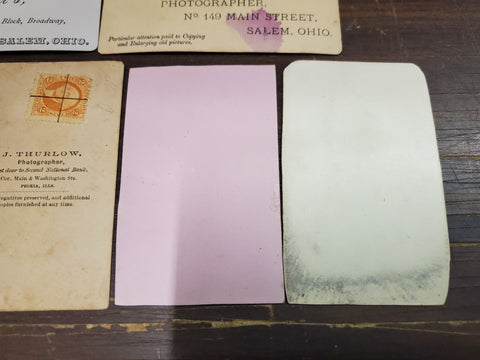 Block, Broadway,
SALEM, OHIO.
PHOTOGRAPHER,
No 149 MAIN STREET,
SALEM, OHIO.
Particular attention paid to Copying
and Enlarging old pictures.
J. THURLOW,
Photographer,
door to Second National Bank,
Cor. Main & Washington Sts.
PEORIA, ILLS.
Negatives preserved, and additional
copies furnished at any time.